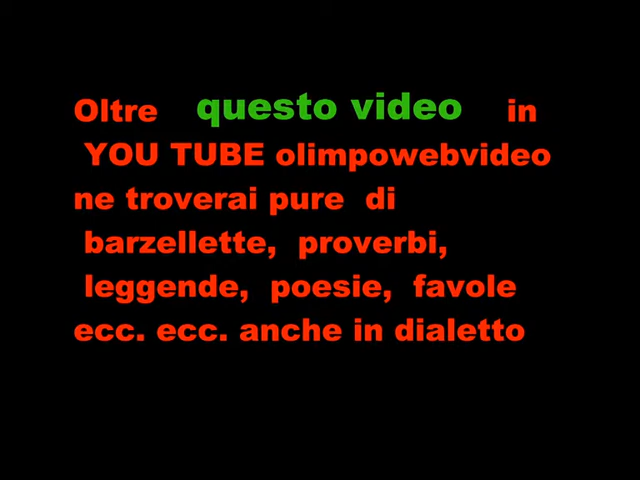 Oltre questo video in
YOU TUBE olimpowebvideo
ne troverai pure di
barzellette, proverbi,
leggende, poesie, favole
ecc. ecc. anche in dialetto